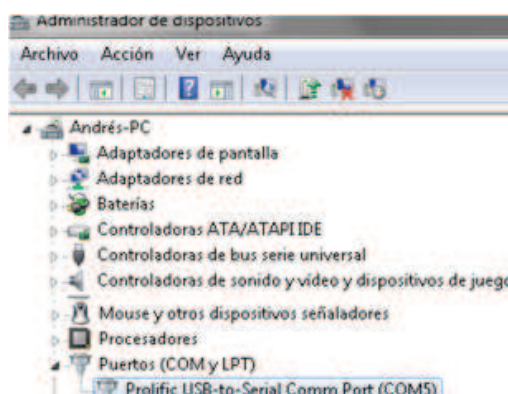 Administrador de dispositivos
Archivo Acción Ver Ayuda
Andrés-PC
Adaptadores de pantalla
Adaptadores de red
Baterías
Controladoras ATA/ATAPI IDE
Controladoras de bus serie universal
Controladoras de sonido y vídeo y dispositivos de juego
Mouse y otros dispositivos señaladores
Procesadores
Puertos (COM y LPT)
Prolific USB-to-Serial Comm Port (COM5)